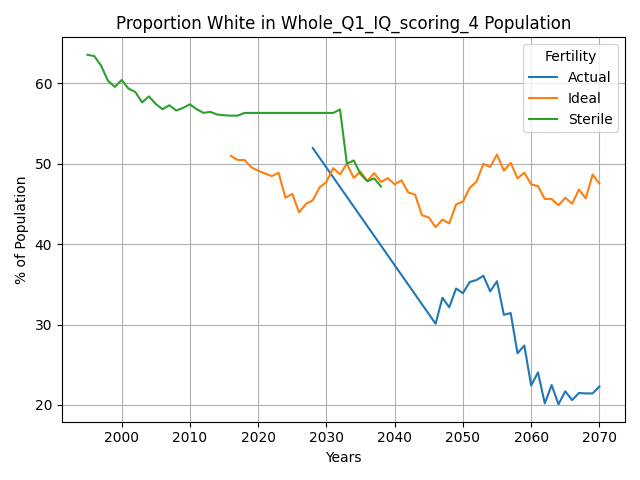 Proportion White in Whole_Q1_IQ_scoring_4 Population
Fertility
Actual
Ideal
Sterile
% of Population
60
50
40
30
20
2000 2010 2020 2030 2040 2050 2060 2070
Years